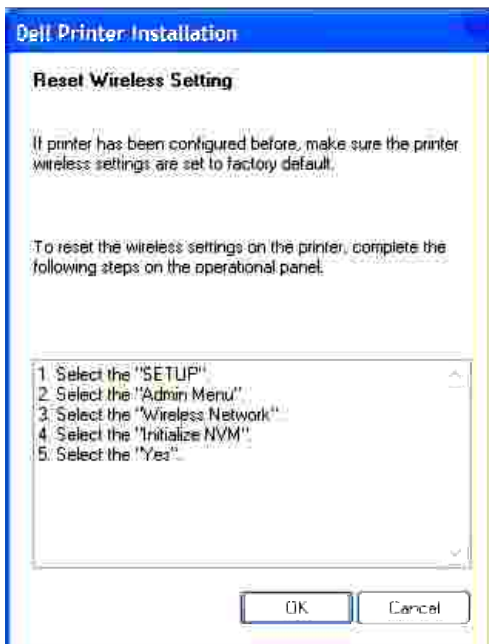 Dell Printer Installation
Reset Wireless Setting
If printer has been configured before, make sure the printer
wireless settings are set to factory default.
To reset the wireless settings on the printer, complete the
following steps on the operational panel.
1. Select the "SETUP".
2. Select the "Admin Menu".
3. Select the "Wireless Network".
4. Select the "Initialize NVM".
5. Select the "Yes".
OK
Cancel